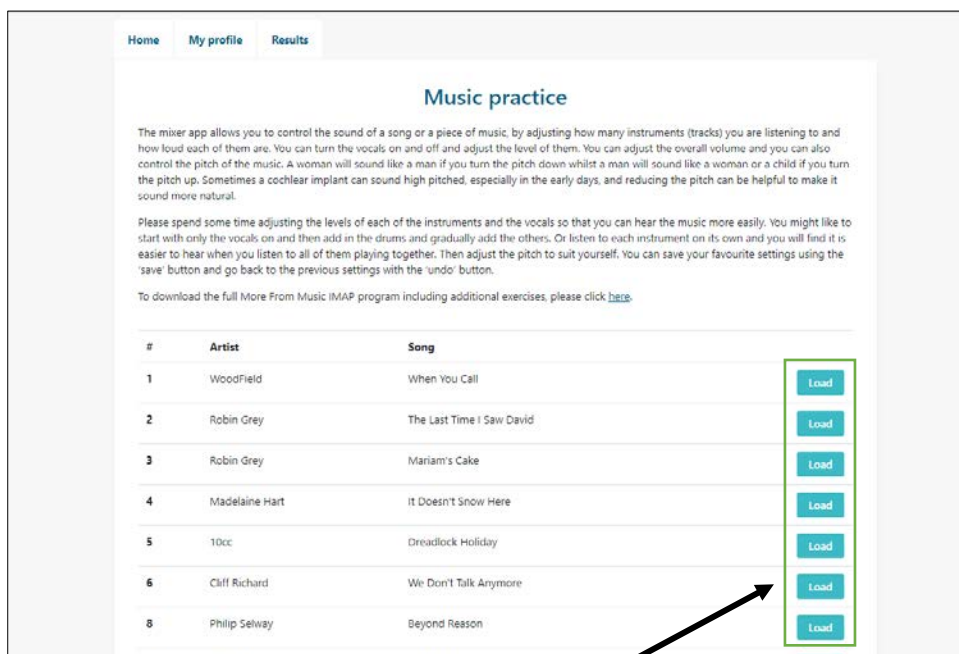 Home My profile Results
Music practice
The mixer app allows you to control the sound of a song or a piece of music, by adjusting how many instruments (tracks) you are listening to and
how loud each of them are. You can turn the vocals on and off and adjust the level of them. You can adjust the overall volume and you can also
control the pitch of the music. A woman will sound like a man if you turn the pitch down whilst a man will sound like a woman or a child if you turn
the pitch up. Sometimes a cochlear implant can sound high pitched, especially in the early days, and reducing the pitch can be helpful to make it
sound more natural.
Please spend some time adjusting the levels of each of the instruments and the vocals so that you can hear the music more easily. You might like to
start with only the vocals on and then add in the drums and gradually add the others. Or listen to each instrument on its own and you will find it is
easier to hear when you listen to all of them playing together. Then adjust the pitch to suit yourself. You can save your favourite settings using the
'save' button and go back to the previous settings with the 'undo' button.
To download the full More From Music IMAP program including additional exercises, please click here.
# Artist Song
1 WoodField When You Call Load
2 Robin Grey The Last Time I Saw David Load
3 Robin Grey Mariam's Cake Load
4 Madelaine Hart It Doesn't Snow Here Load
5 10cc Dreadlock Holiday Load
6 Cliff Richard We Don't Talk Anymore Load
8 Philip Selway Beyond Reason Load